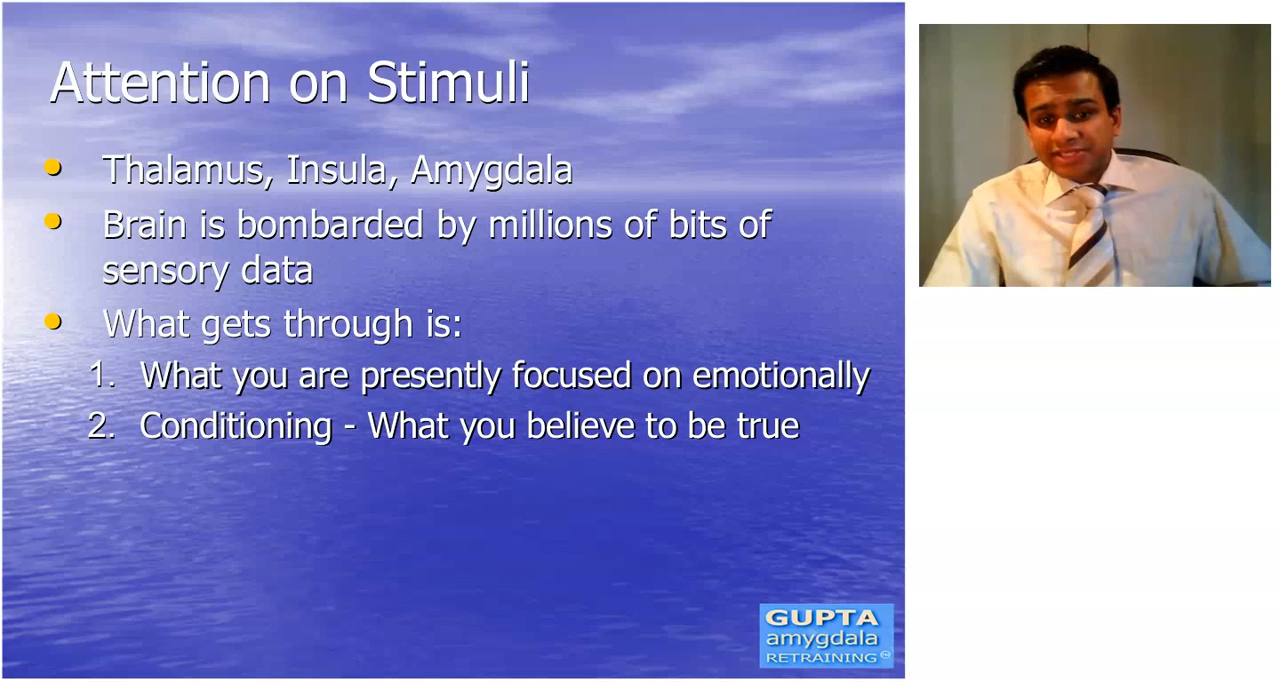 Attention on Stimuli
Thalamus, Insula, Amygdala
Brain is bombarded by millions of bits of
sensory data
What gets through is:
1. What you are presently focused on emotionally
2. Conditioning - What you believe to be true
GUPTA
amygdala
RETRAINING™